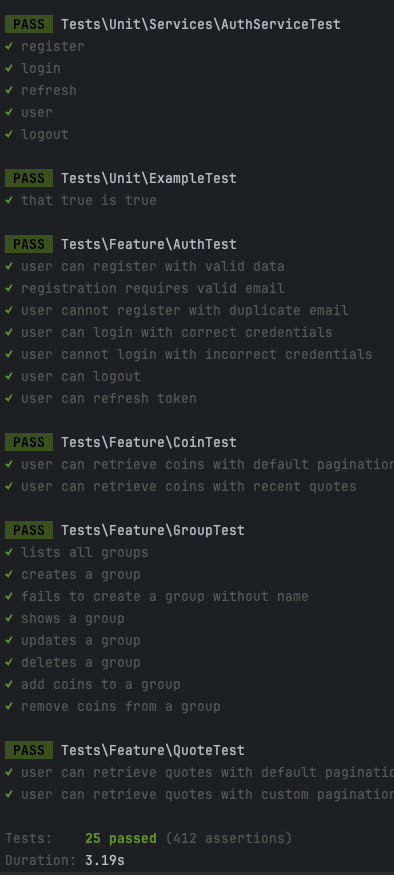 PASS Tests\Unit\Services\AuthServiceTest
✓ register
✓ login
✓ refresh
✓ user
✓ logout
PASS Tests\Unit\ExampleTest
✓ that true is true
PASS Tests\Feature\AuthTest
✓ user can register with valid data
✓ registration requires valid email
✓ user cannot register with duplicate email
✓ user can login with correct credentials
✓ user cannot login with incorrect credentials
✓ user can logout
✓ user can refresh token
PASS Tests\Feature\CoinTest
✓ user can retrieve coins with default pagination
✓ user can retrieve coins with recent quotes
PASS Tests\Feature\GroupTest
✓ lists all groups
✓ creates a group
✓ fails to create a group without name
✓ shows a group
✓ updates a group
✓ deletes a group
✓ add coins to a group
✓ remove coins from a group
PASS Tests\Feature\QuoteTest
✓ user can retrieve quotes with default paginatio
✓ user can retrieve quotes with custom pagination
Tests: 25 passed (412 assertions)
Duration: 3.19s